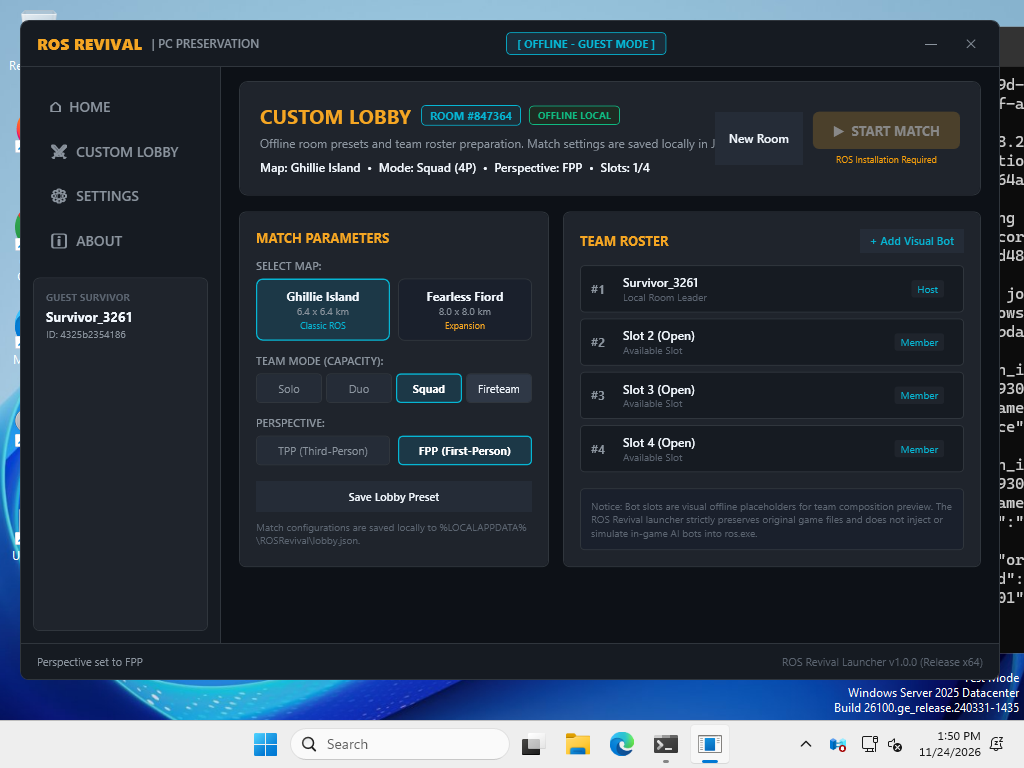 ROS REVIVAL | PC PRESERVATION
[ OFFLINE - GUEST MODE ]
HOME
CUSTOM LOBBY
SETTINGS
ABOUT
GUEST SURVIVOR
Survivor_3261
ID: 4325b2354186
CUSTOM LOBBY ROOM #847364 OFFLINE LOCAL
Offline room presets and team roster preparation. Match settings are saved locally in J
Map: Ghillie Island • Mode: Squad (4P) • Perspective: FPP • Slots: 1/4
New Room
▶ START MATCH
ROS Installation Required
MATCH PARAMETERS
SELECT MAP:
Ghillie Island
6.4 x 6.4 km
Classic ROS
Fearless Fiord
8.0 x 8.0 km
Expansion
TEAM MODE (CAPACITY):
Solo Duo Squad Fireteam
PERSPECTIVE:
TPP (Third-Person) FPP (First-Person)
Save Lobby Preset
Match configurations are saved locally to %LOCALAPPDATA%
\ROSRevival\lobby.json.
TEAM ROSTER
+ Add Visual Bot
#1 Survivor_3261 Host
Local Room Leader
#2 Slot 2 (Open) Member
Available Slot
#3 Slot 3 (Open) Member
Available Slot
#4 Slot 4 (Open) Member
Available Slot
Notice: Bot slots are visual offline placeholders for team composition preview. The
ROS Revival launcher strictly preserves original game files and does not inject or
simulate in-game AI bots into ros.exe.
Perspective set to FPP
ROS Revival Launcher v1.0.0 (Release x64)
Mode
Windows Server 2025 Datacenter
Build 26100.ge_release.240331-1435
Search
1:50 PM
11/24/2026